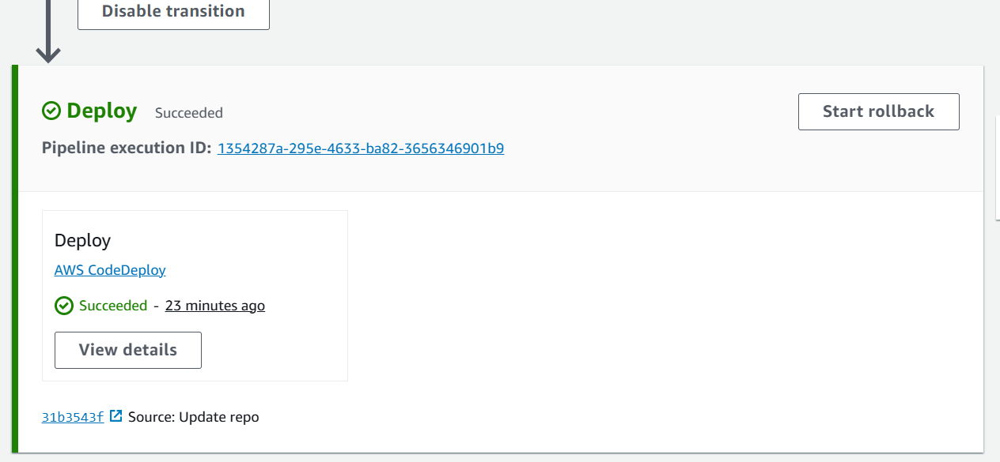 Disable transition
Deploy Succeeded
Start rollback
Pipeline execution ID: 1354287a-295e-4633-ba82-3656346901b9
Deploy
AWS CodeDeploy
Succeeded - 23 minutes ago
View details
31b3543f Source: Update repo